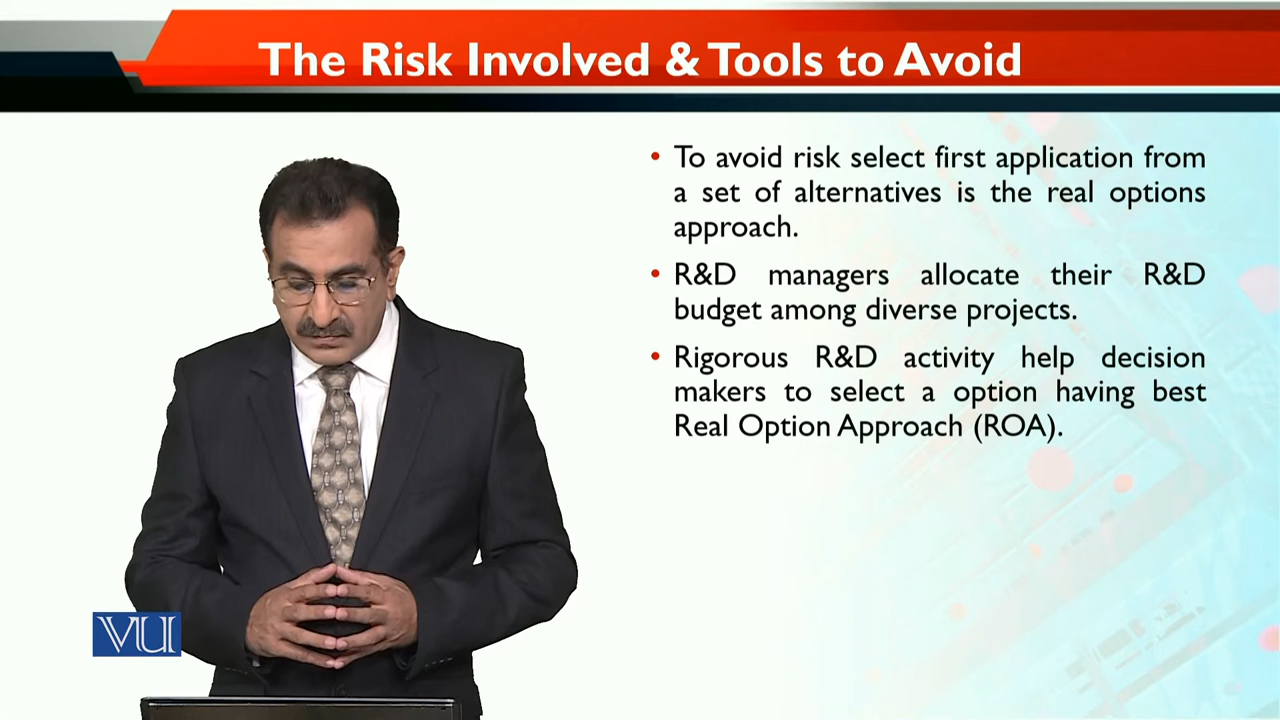 The Risk Involved & Tools to Avoid
• To avoid risk select first application from
a set of alternatives is the real options
approach.
• R&D managers allocate their R&D
budget among diverse projects.
• Rigorous R&D activity help decision
makers to select a option having best
Real Option Approach (ROA).
VU